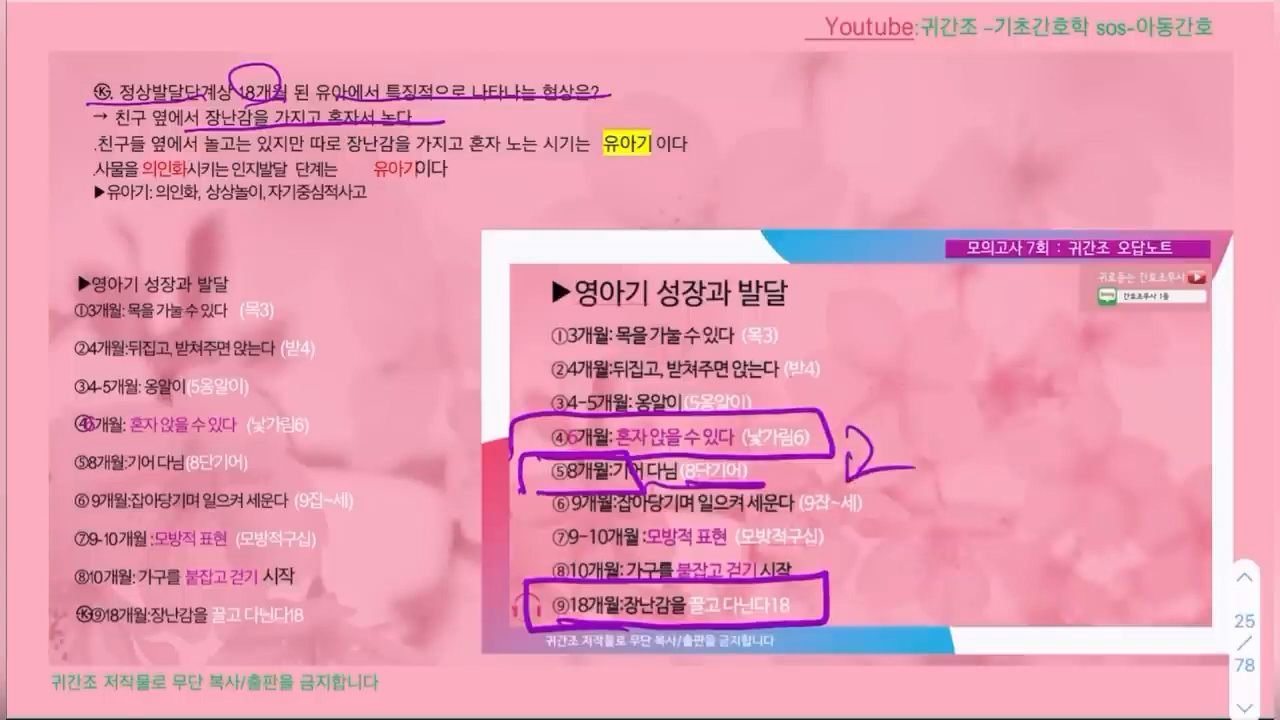 Youtube:귀간조 -기초간호학 sos-아동간호
Ⓚ. 정상발달단계상 18개월 된 유아에서 특징적으로 나타나는 현상은?
→ 친구 옆에서 장난감을 가지고 혼자서 논다
.친구들 옆에서 놀고는 있지만 따로 장난감을 가지고 혼자 노는 시기는 유아기 이다
.사물을 의인화시키는 인지발달 단계는 유아기이다
▶유아기: 의인화, 상상놀이,자기중심적사고
▶영아기 성장과 발달
①3개월: 목을 가눌 수 있다 (목3)
②4개월:뒤집고, 받쳐주면 앉는다 (받4)
③4-5개월: 옹알이(5옹알이)
④6개월: 혼자 앉을 수 있다 (낯가림6)
⑤8개월:기어 다님(8단기어)
⑥ 9개월:잡아당기며 일으켜 세운다 (9집~세)
⑦9-10개월 :모방적 표현 (모방적구십)
⑧10개월: 가구를 붙잡고 걷기 시작
Ⓚ⑨18개월:장난감을 끌고 다닌다18
모의고사 7회 : 귀간조 오답노트
귀로듣는 간호조무사
간호조무사 1등
▶영아기 성장과 발달
①3개월: 목을 가눌 수 있다 (목3)
②4개월:뒤집고, 받쳐주면 앉는다 (받4)
③4-5개월: 옹알이(5옹알이)
④6개월: 혼자 앉을 수 있다 (낯가림6)
⑤8개월:기어 다님(8단기어)
⑥ 9개월:잡아당기며 일으켜 세운다 (9잡~세)
⑦9-10개월 :모방적 표현 (모방적구십)
⑧10개월: 가구를 붙잡고 걷기 시작
⑨18개월:장난감을 끌고 다닌다18
귀간조 저작물로 무단 복사/출판을 금지합니다
25
/
78
귀간조 저작물로 무단 복사/출판을 금지합니다